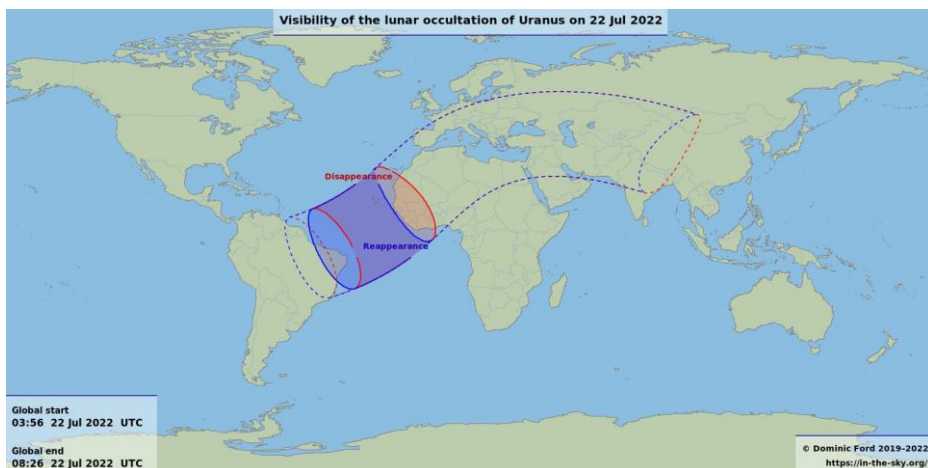 Visibility of the lunar occultation of Uranus on 22 Jul 2022
Disappearance
Reappearance
Global start
03:56  22 Jul 2022  UTC
Global end
08:26  22 Jul 2022  UTC
© Dominic Ford 2019–2022
https://in-the-sky.org/